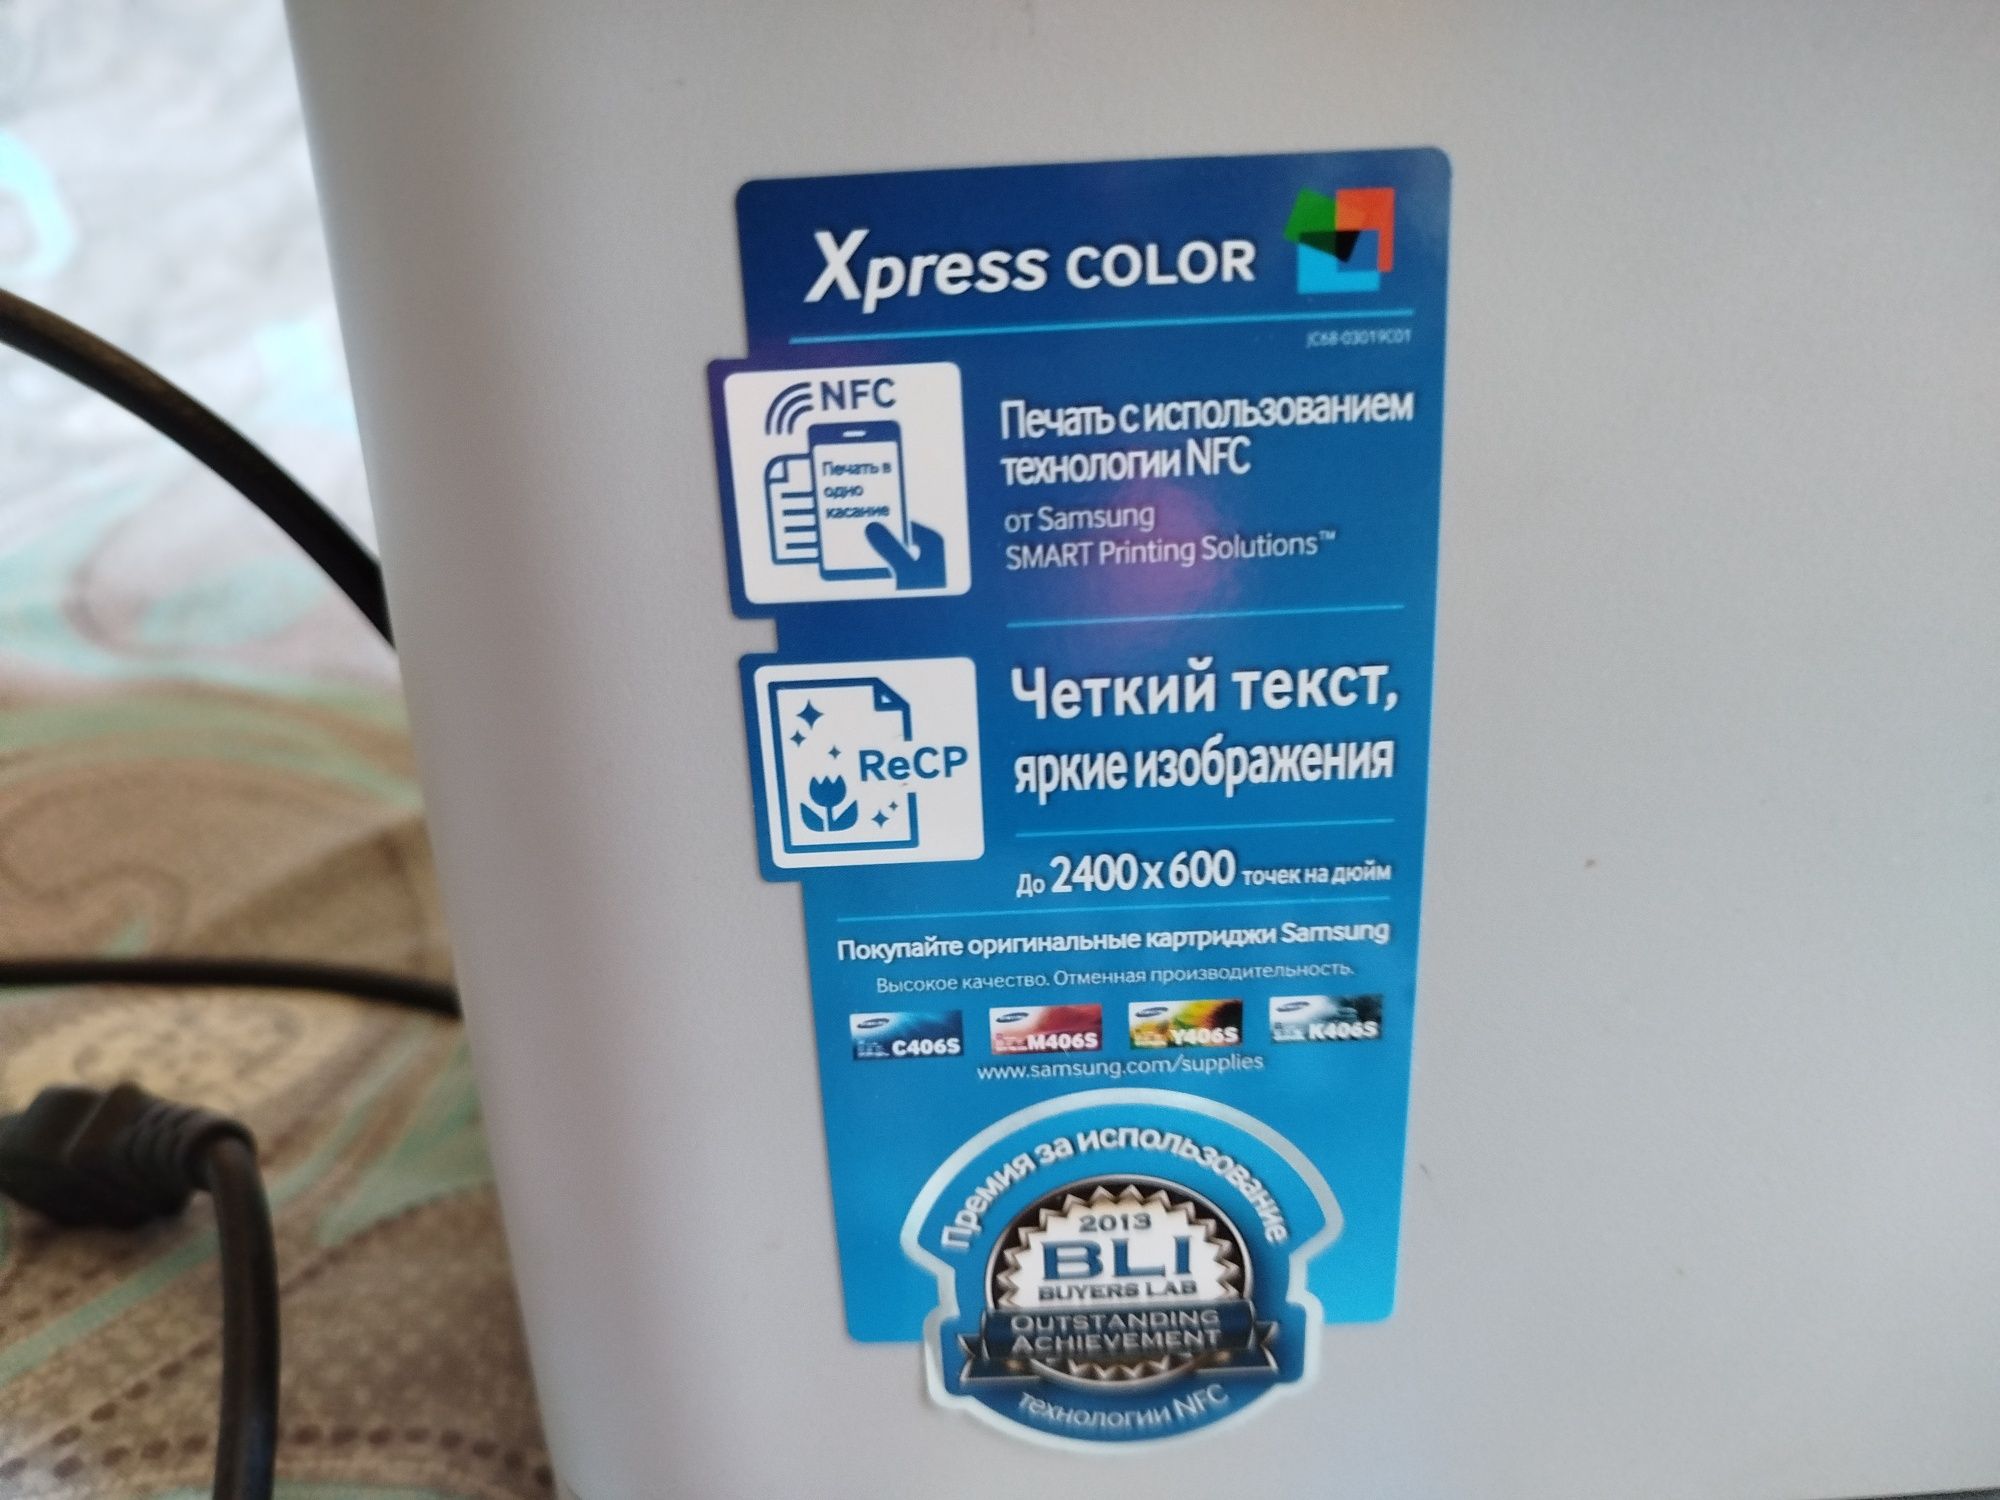 Xpress COLOR
JC68-03019C01
NFC
Печать в
одно
касание
Печать с использованием
технологии NFC
от Samsung
SMART Printing Solutions™
ReCP
Четкий текст,
яркие изображения
До 2400 x 600 точек на дюйм
Покупайте оригинальные картриджи Samsung
Высокое качество. Отменная производительность.
C406S M406S Y406S K406S
www.samsung.com/supplies
Премия за использование
2013
BLI
BUYERS LAB
OUTSTANDING
ACHIEVEMENT
технологии NFC